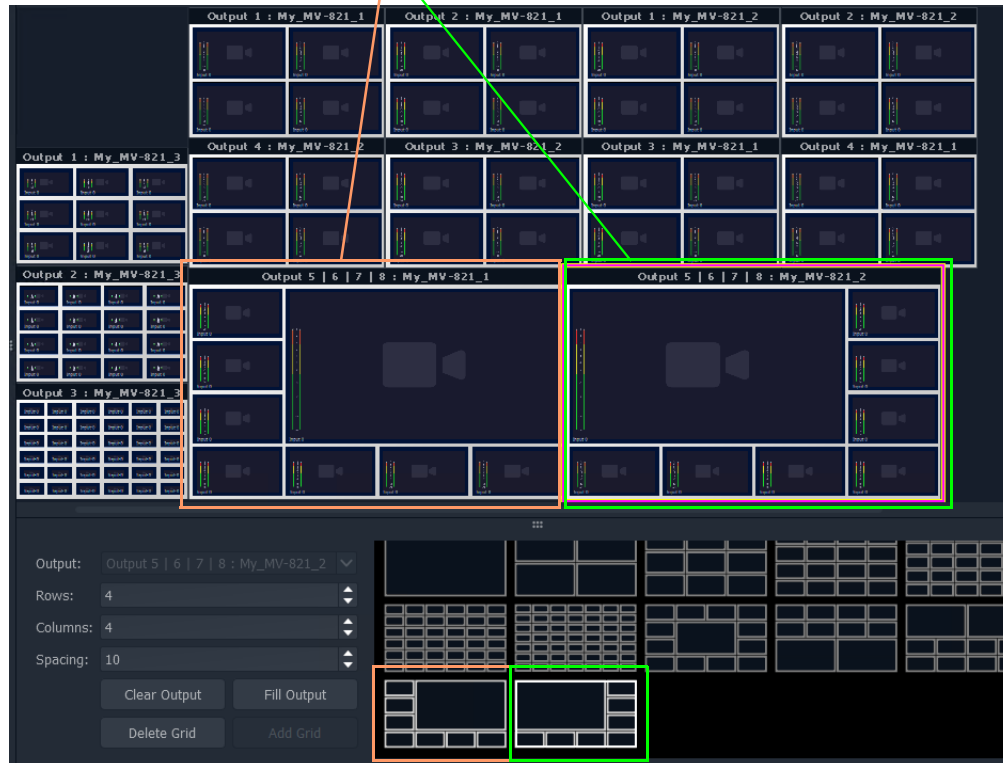 Output 1 : My_MV-821_1
Output 2 : My_MV-821_1
Output 1 : My_MV-821_2
Output 2 : My_MV-821_2
Output 4 : My_MV-821_2
Output 3 : My_MV-821_2
Output 3 : My_MV-821_1
Output 4 : My_MV-821_1
Output 1 : My_MV-821_3
Output 2 : My_MV-821_3
Output 3 : My_MV-821_3
Output 5 | 6 | 7 | 8 : My_MV-821_1
Output 5 | 6 | 7 | 8 : My_MV-821_2
Output: Output 5 | 6 | 7 | 8 : My_MV-821_2
Rows: 4
Columns: 4
Spacing: 10
Clear Output Fill Output
Delete Grid Add Grid